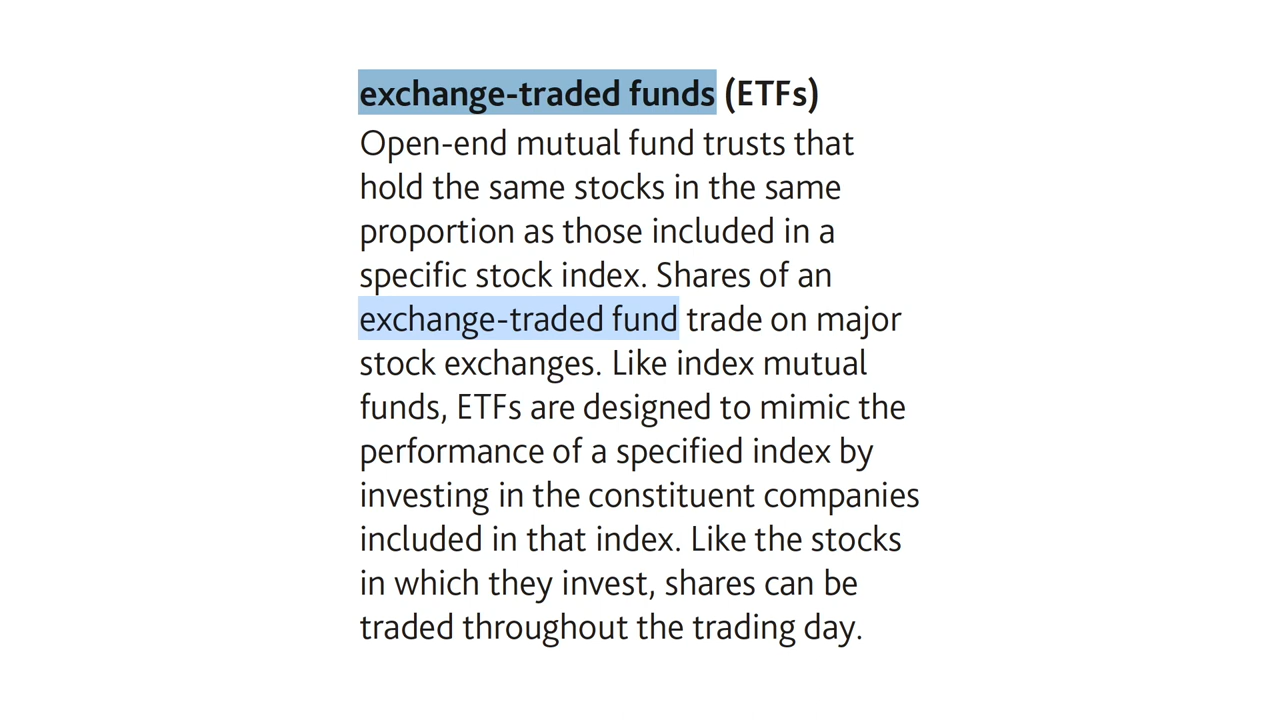 exchange-traded funds (ETFs)
Open-end mutual fund trusts that
hold the same stocks in the same
proportion as those included in a
specific stock index. Shares of an
exchange-traded fund trade on major
stock exchanges. Like index mutual
funds, ETFs are designed to mimic the
performance of a specified index by
investing in the constituent companies
included in that index. Like the stocks
in which they invest, shares can be
traded throughout the trading day.